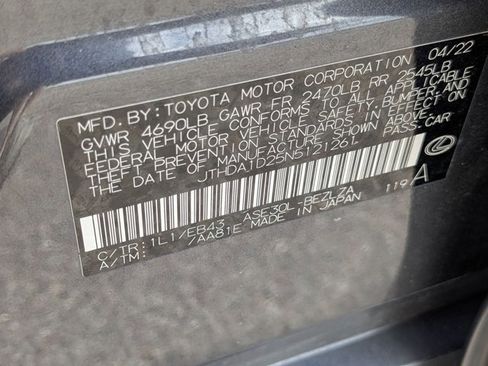 MFD. BY: TOYOTA MOTOR CORPORATION 04/22
GVWR 4690LB GAWR FR 2470LB RR 2545LB
THIS VEHICLE CONFORMS TO ALL APPLICABLE
FEDERAL MOTOR VEHICLE SAFETY, BUMPER, AND
THEFT PREVENTION STANDARDS IN EFFECT ON
THE DATE OF MANUFACTURE SHOWN ABOVE.
JTHDA1D25N5121261 PASS. CAR
C/TR: 1L1/EB43 ASE30L-BEZLZA 119 A
A/TM: /AA81E MADE IN JAPAN